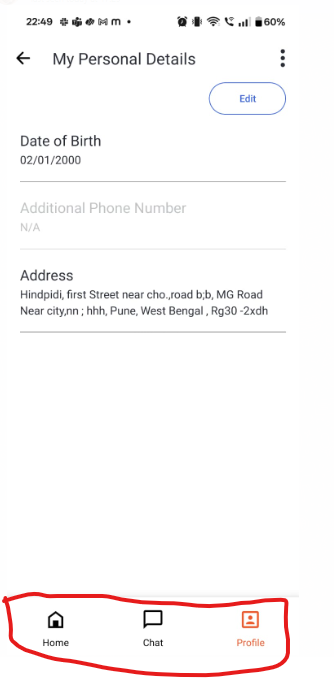 22:49 m • 60%
My Personal Details
Edit
Date of Birth
02/01/2000
Additional Phone Number
N/A
Address
Hindpidi, first Street near cho.,road b;b, MG Road
Near city,nn ; hhh, Pune, West Bengal , Rg30 -2xdh
Home Chat Profile